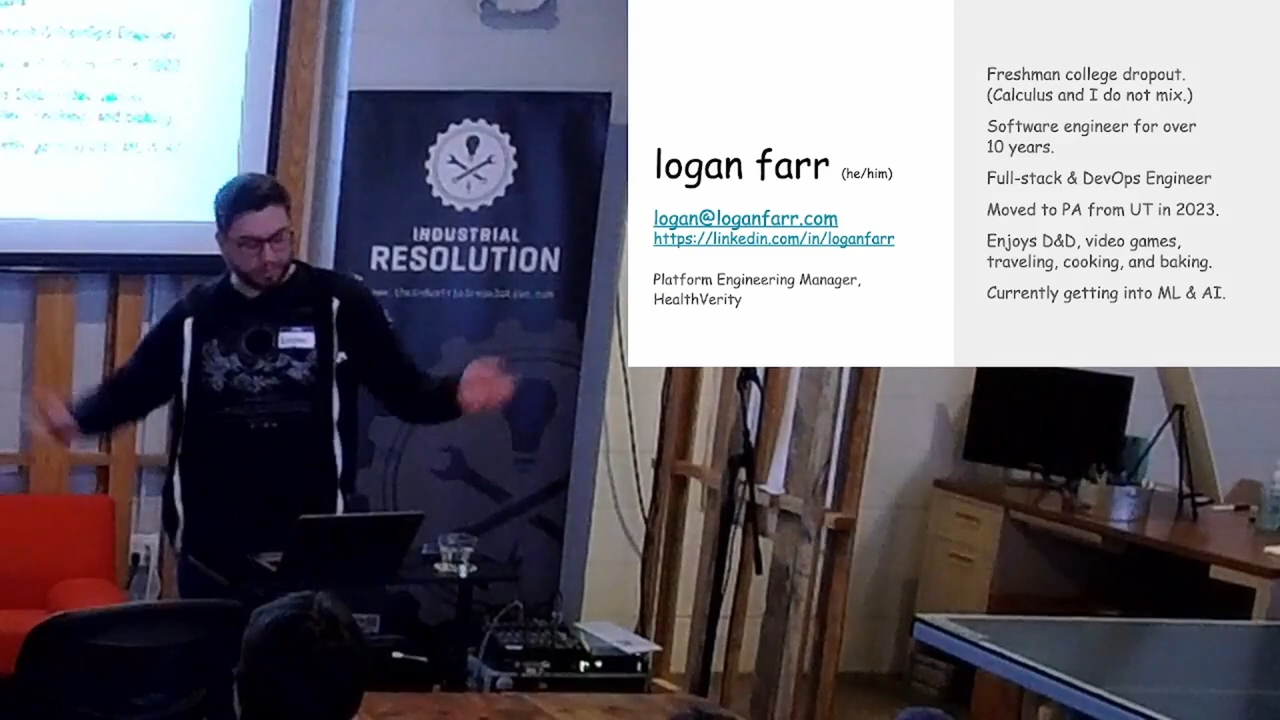 logan farr (he/him)
logan@loganfarr.com
https://linkedin.com/in/loganfarr
Platform Engineering Manager,
HealthVerity
Freshman college dropout.
(Calculus and I do not mix.)
Software engineer for over
10 years.
Full-stack & DevOps Engineer
Moved to PA from UT in 2023.
Enjoys D&D, video games,
traveling, cooking, and baking.
Currently getting into ML & AI.
INDUSTRIAL
RESOLUTION